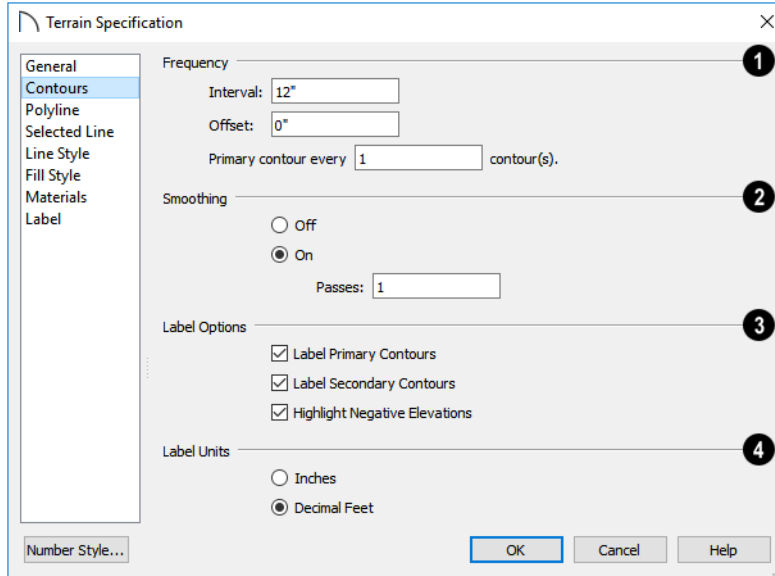 Terrain Specification
General
Contours
Polyline
Selected Line
Line Style
Fill Style
Materials
Label
Frequency 1
Interval: 12"
Offset: 0"
Primary contour every 1 contour(s).
Smoothing 2
Off
On
Passes: 1
Label Options 3
Label Primary Contours
Label Secondary Contours
Highlight Negative Elevations
Label Units 4
Inches
Decimal Feet
Number Style... OK Cancel Help